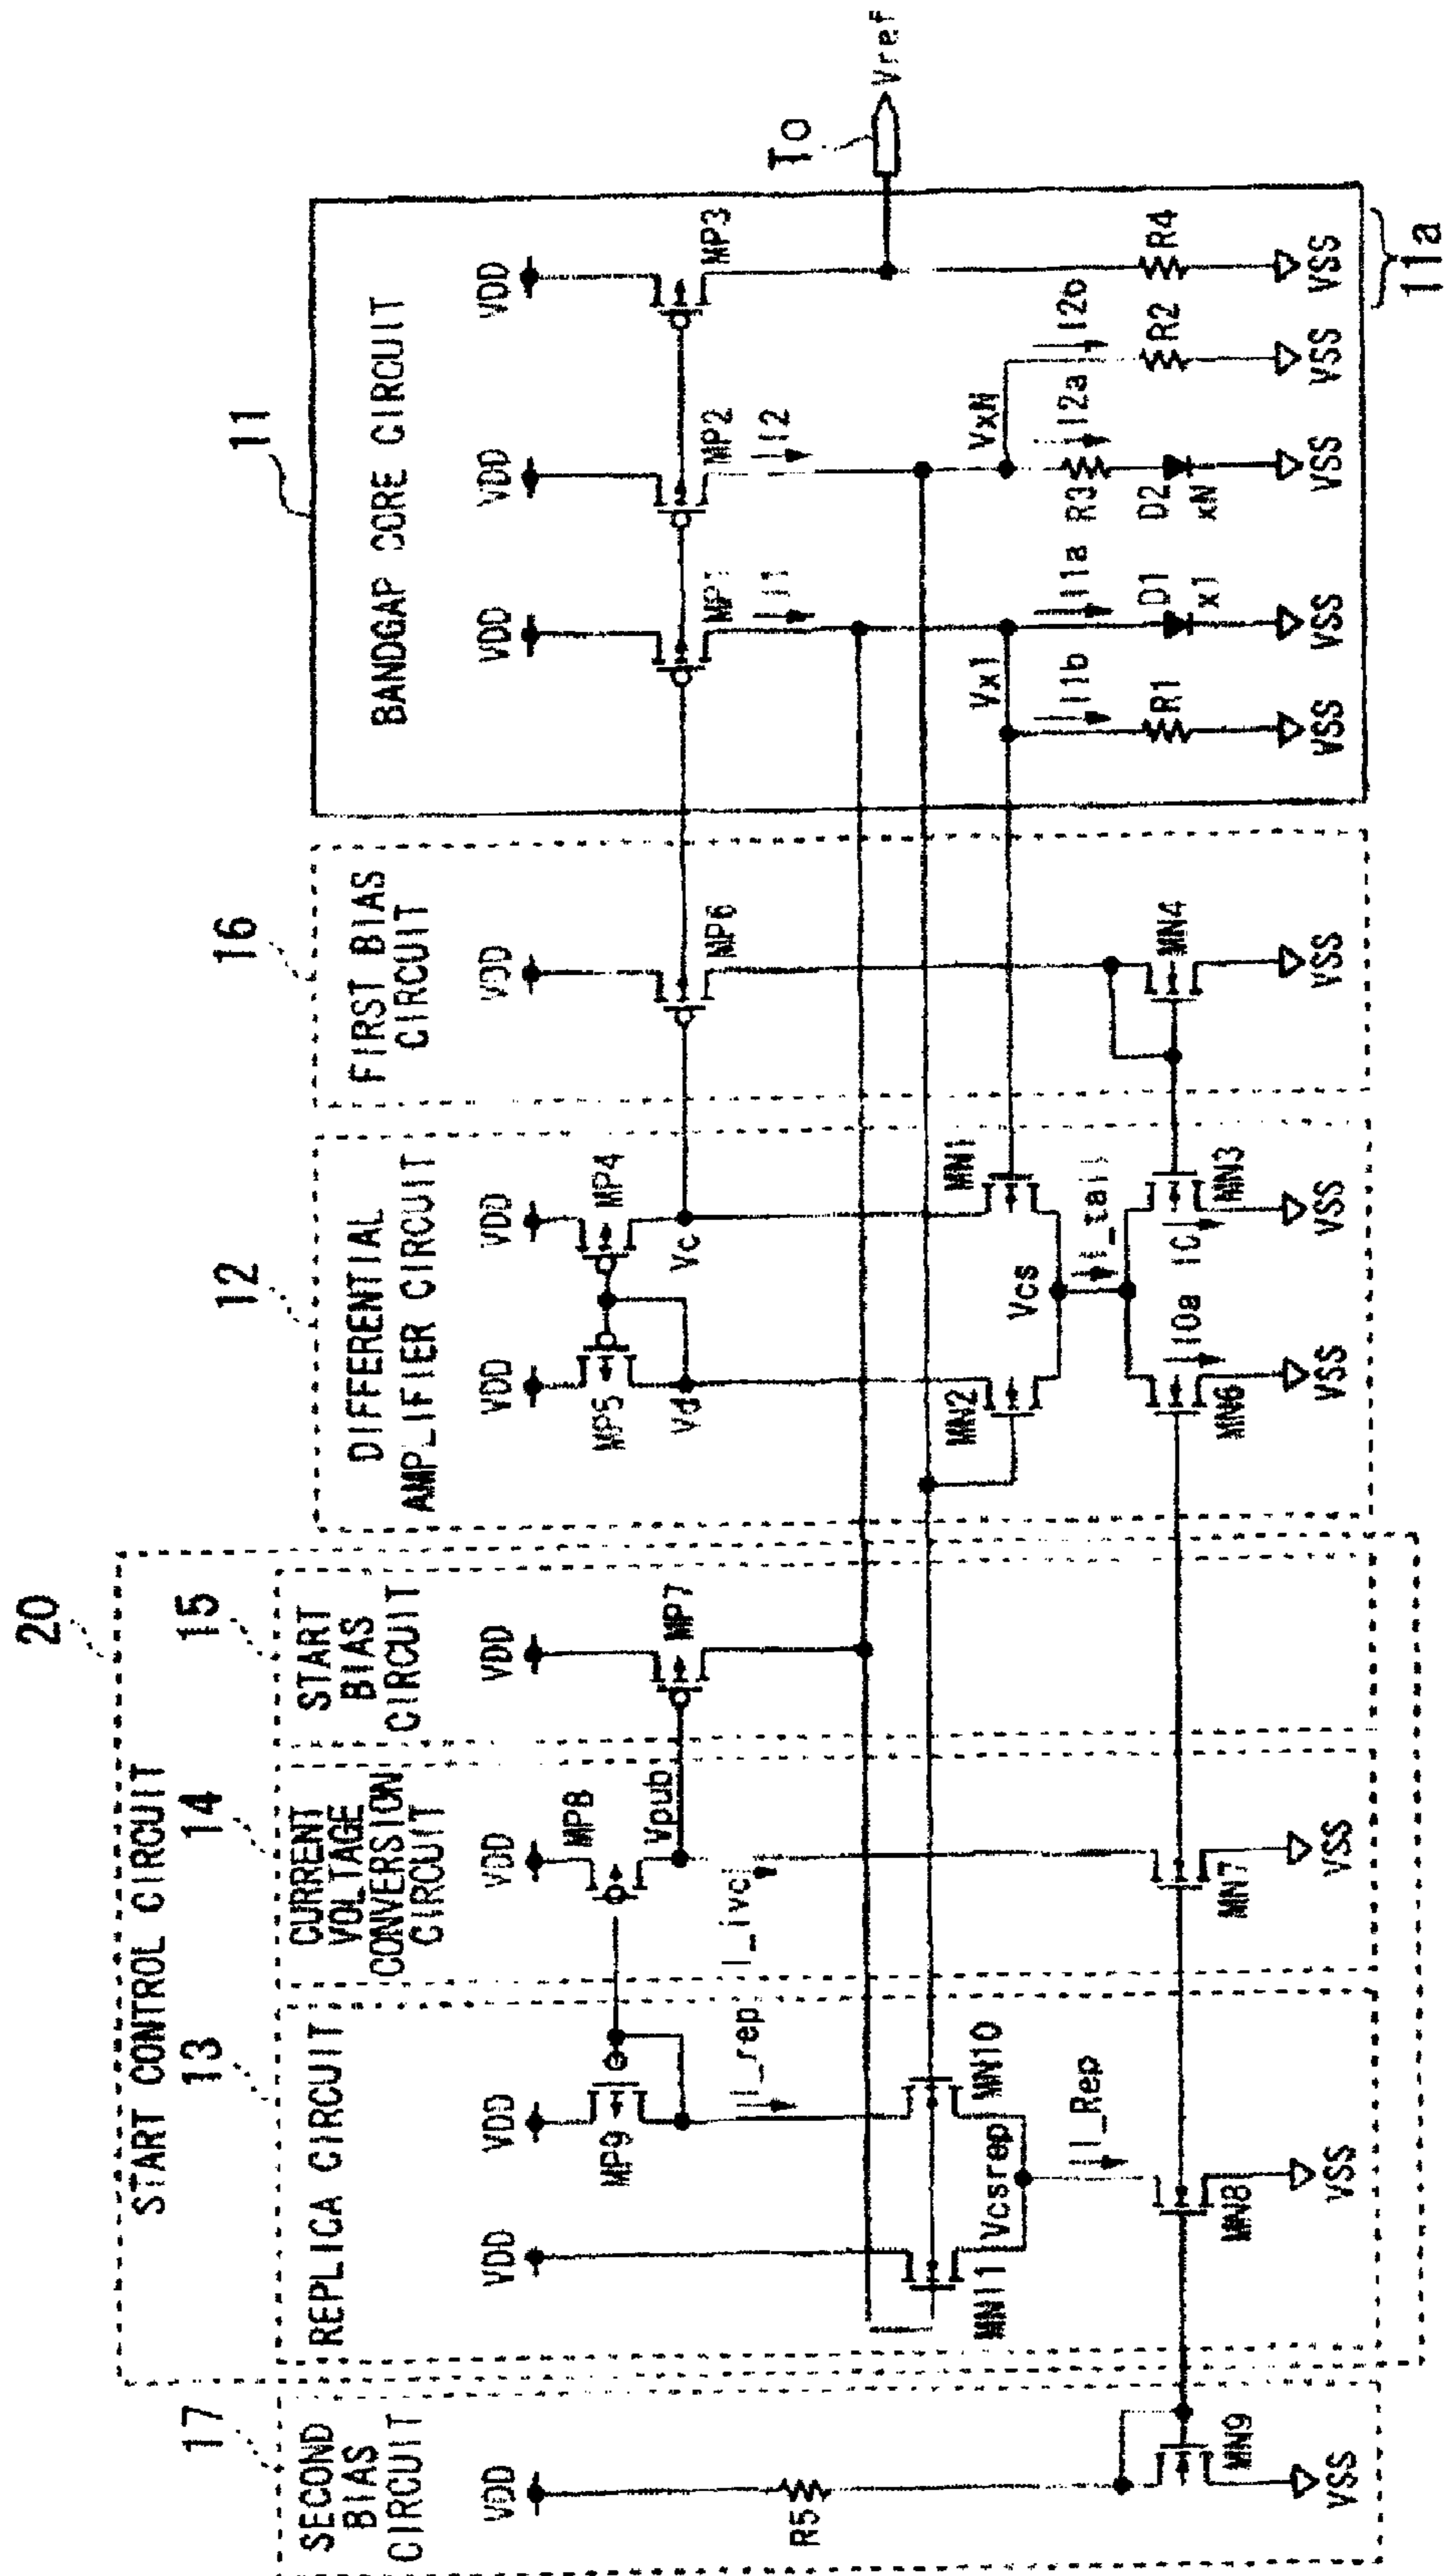 20
START CONTROL CIRCUIT
17
13
14
15
12
16
11
SECOND
BIAS
CIRCUIT
REPLICA CIRCUIT
CURRENT
VOLTAGE
CONVERSION
CIRCUIT
START
BIAS
CIRCUIT
DIFFERENTIAL
AMPLIFIER CIRCUIT
FIRST BIAS
CIRCUIT
BANDGAP CORE CIRCUIT
VDD
VDD
VDD
VDD
VDD
VDD
VDD
VDD
VDD
VDD
VDD
MP9
MP8
MP5
MP4
Vpub
MP7
Vd
Vc
MP6
MP1
MP2
MP3
To
Vref
R5
I_rep
I_ivc
I1
I2
MN11
MN10
MN2
MN1
Vx1
VxN
Vcsrep
Vcs
I_Rep
I_tail
I1b
I1a
I2a
I2b
R1
D1
x1
R3
D2
xN
R2
R4
I0a
IC
MN9
MN8
MN7
MN6
MN3
MN4
VSS
VSS
VSS
VSS
VSS
VSS
VSS
VSS
VSS
VSS
VSS
11a